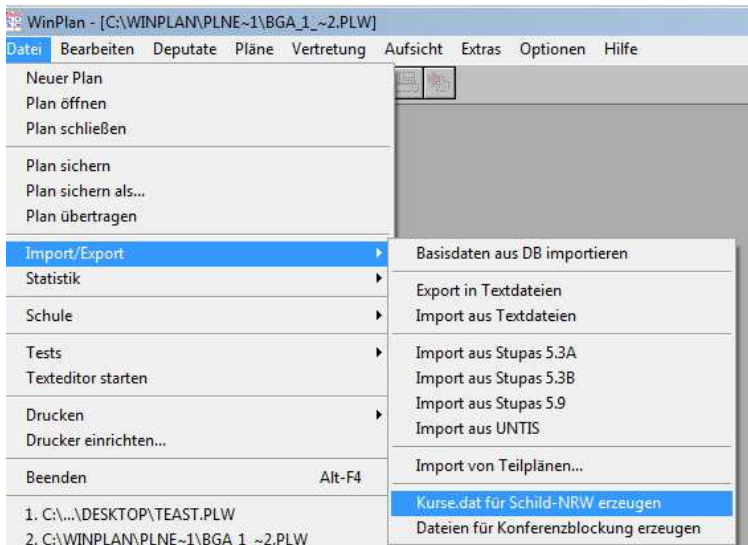 WinPlan - [C:\WINPLAN\PLNE~1\BGA_1_~2.PLW]
Datei Bearbeiten Deputate Pläne Vertretung Aufsicht Extras Optionen Hilfe
Neuer Plan
Plan öffnen
Plan schließen
Plan sichern
Plan sichern als...
Plan übertragen
Import/Export
Statistik
Schule
Tests
Texteditor starten
Drucken
Drucker einrichten...
Beenden Alt-F4
1. C:\...\DESKTOP\TEAST.PLW
2. C:\WINPLAN\PLNE~1\BGA_1_~2.PLW
Basisdaten aus DB importieren
Export in Textdateien
Import aus Textdateien
Import aus Stupas 5.3A
Import aus Stupas 5.3B
Import aus Stupas 5.9
Import aus UNTIS
Import von Teilplänen...
Kurse.dat für Schild-NRW erzeugen
Dateien für Konferenzblockung erzeugen